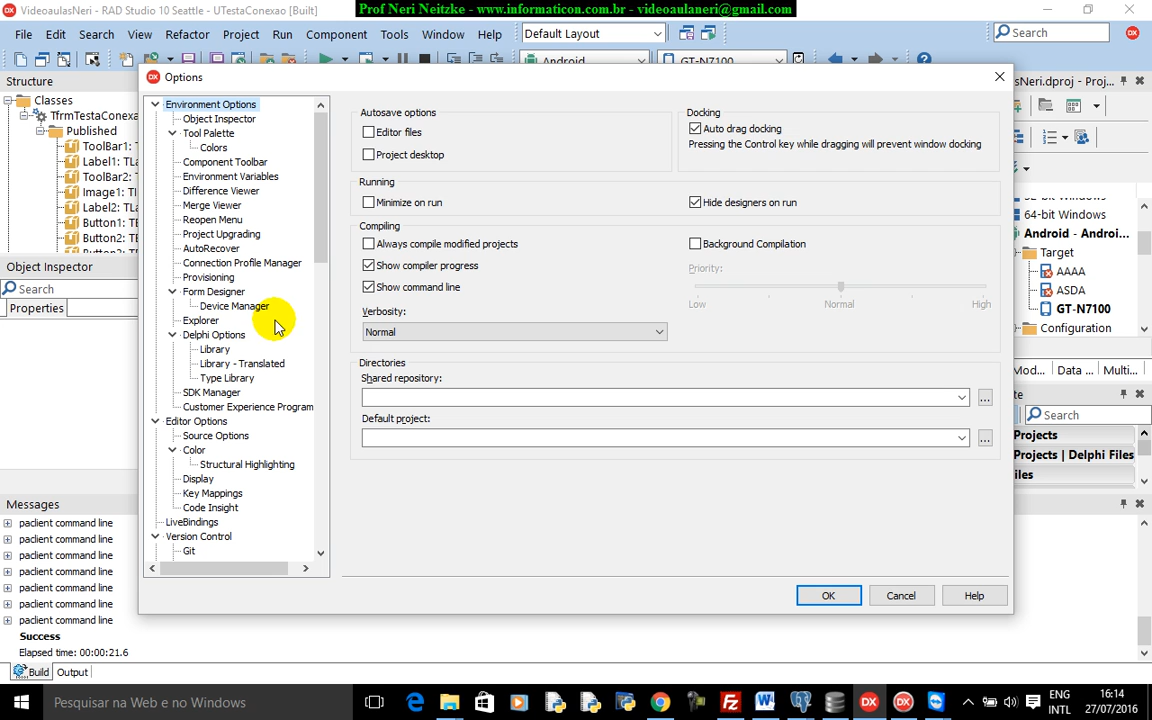 VideoaulasNeri - RAD Studio 10 Seattle - UTestaConexao [Built]
Prof Neri Neitzke - www.informaticon.com.br - videoaulaneri@gmail.com
File Edit Search View Refactor Project Run Component Tools Window Help
Default Layout
Search
Android
GT-N7100
Structure
Classes
TfrmTestaConexa
Published
ToolBar1:
Label1: TLa
ToolBar2:
Image1: TI
Label2: TLa
Button1: TE
Button2: TE
Object Inspector
Search
Properties
Options
Environment Options
Object Inspector
Tool Palette
Colors
Component Toolbar
Environment Variables
Difference Viewer
Merge Viewer
Reopen Menu
Project Upgrading
AutoRecover
Connection Profile Manager
Provisioning
Form Designer
Device Manager
Explorer
Delphi Options
Library
Library - Translated
Type Library
SDK Manager
Customer Experience Program
Editor Options
Source Options
Color
Structural Highlighting
Display
Key Mappings
Code Insight
LiveBindings
Version Control
Git
Autosave options
Editor files
Project desktop
Docking
Auto drag docking
Pressing the Control key while dragging will prevent window docking
Running
Minimize on run
Hide designers on run
Compiling
Always compile modified projects
Background Compilation
Show compiler progress
Priority:
Show command line
Low Normal High
Verbosity:
Normal
Directories
Shared repository:
...
Default project:
...
OK Cancel Help
sNeri.dproj - Proj...
64-bit Windows
Android - Androi...
Target
AAAA
ASDA
GT-N7100
Configuration
Mod... Data ... Multi...
te
Search
Projects
Projects | Delphi Files
iles
Messages
paclient command line
paclient command line
paclient command line
paclient command line
paclient command line
paclient command line
paclient command line
Success
Elapsed time: 00:00:21.6
Build Output
Pesquisar na Web e no Windows
ENG
INTL
16:14
27/07/2016